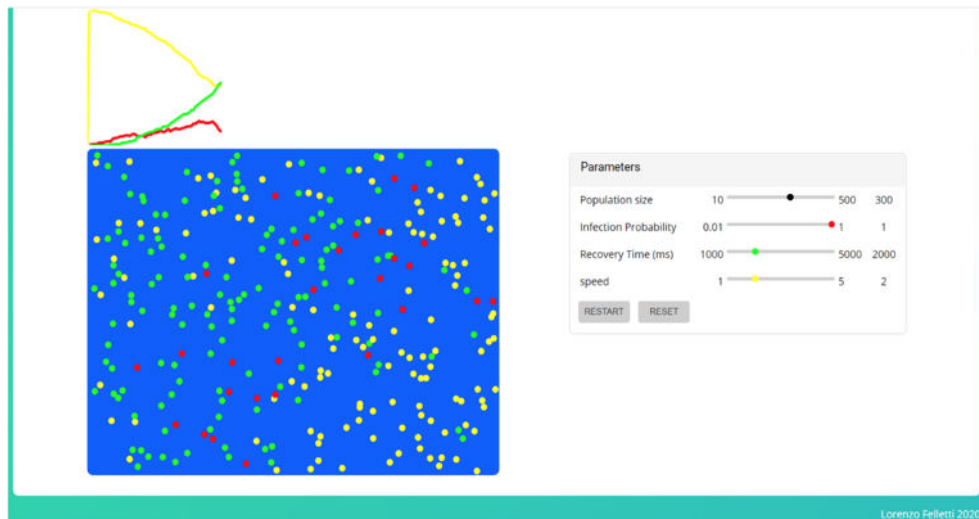 Parameters
Population size 10 500 300
Infection Probability 0.01 1 1
Recovery Time (ms) 1000 5000 2000
speed 1 5 2
RESTART RESET
Lorenzo Felletti 2020